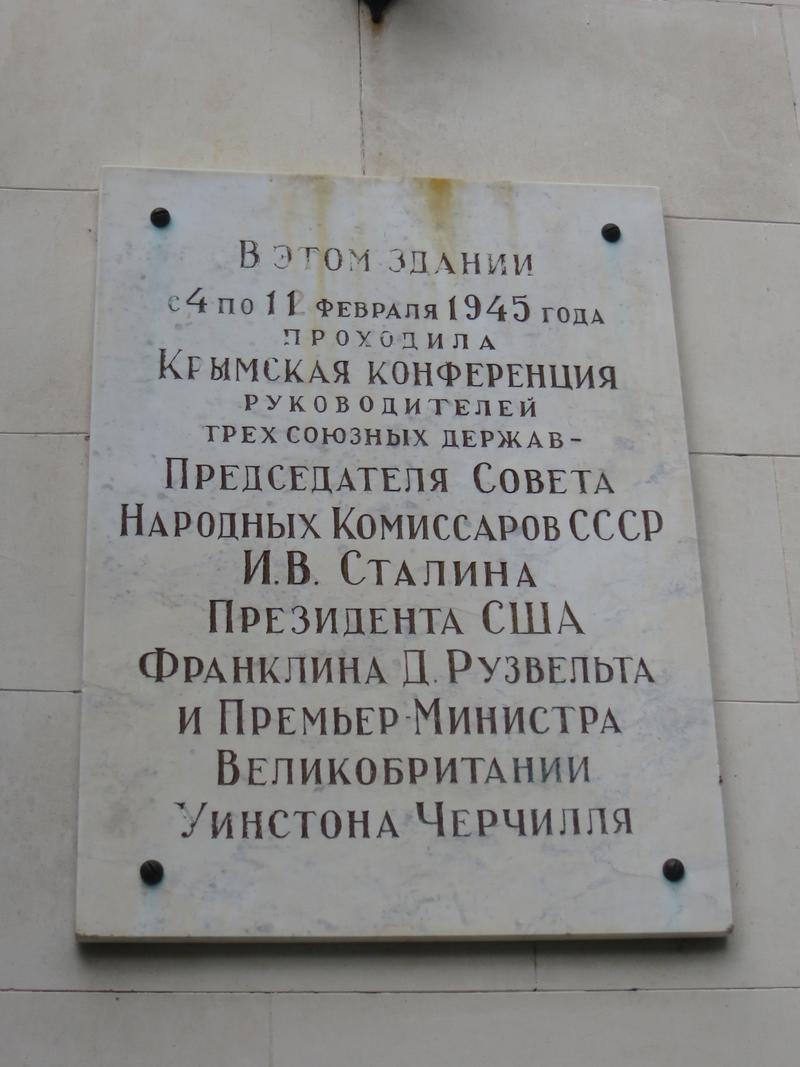 В ЭТОМ ЗДАНИИ
С 4 ПО 11 ФЕВРАЛЯ 1945 ГОДА
ПРОХОДИЛА
КРЫМСКАЯ КОНФЕРЕНЦИЯ
РУКОВОДИТЕЛЕЙ
ТРЕХ СОЮЗНЫХ ДЕРЖАВ –
ПРЕДСЕДАТЕЛЯ СОВЕТА
НАРОДНЫХ КОМИССАРОВ СССР
И.В. СТАЛИНА
ПРЕЗИДЕНТА США
ФРАНКЛИНА Д. РУЗВЕЛЬТА
И ПРЕМЬЕР-МИНИСТРА
ВЕЛИКОБРИТАНИИ
УИНСТОНА ЧЕРЧИЛЛЯ